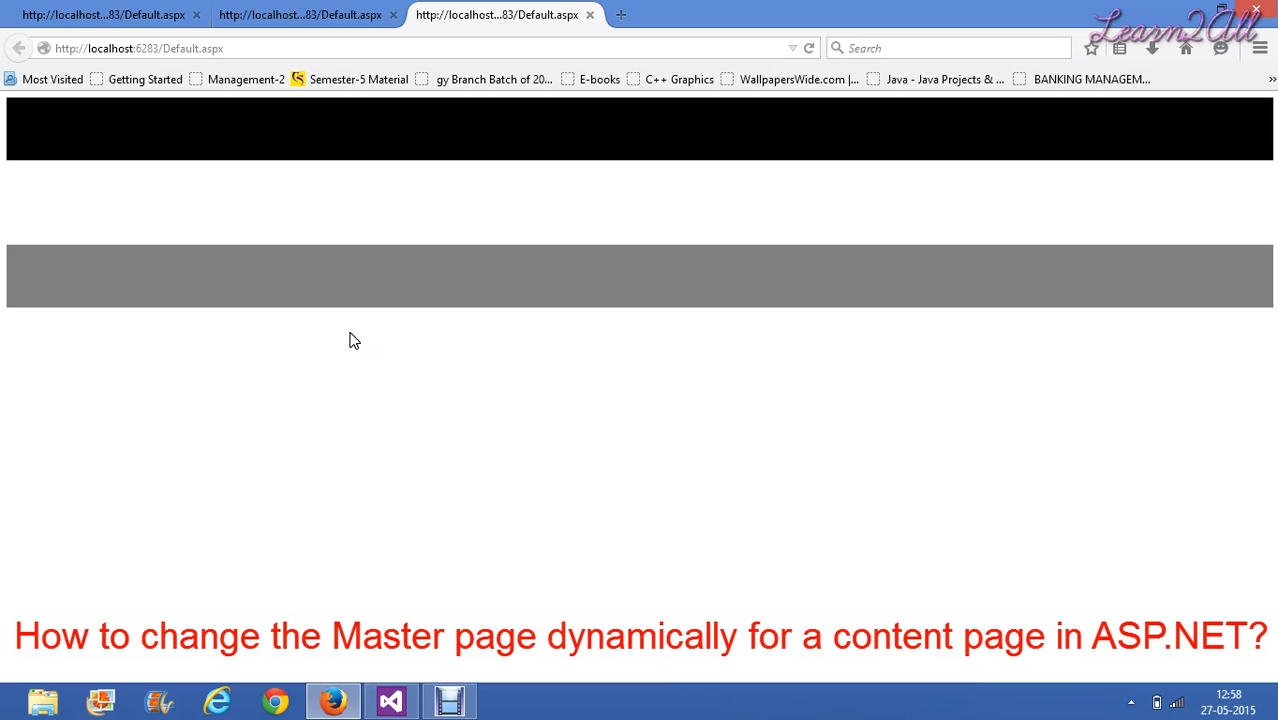 http://localhost...83/Default.aspx
http://localhost...83/Default.aspx
http://localhost...83/Default.aspx
Learn2All
http://localhost:6283/Default.aspx
Search
Most Visited
Getting Started
Management-2
Semester-5 Material
gy Branch Batch of 20...
E-books
C++ Graphics
WallpapersWide.com |...
Java - Java Projects & ...
BANKING MANAGEM...
How to change the Master page dynamically for a content page in ASP.NET?
12:58
27-05-2015